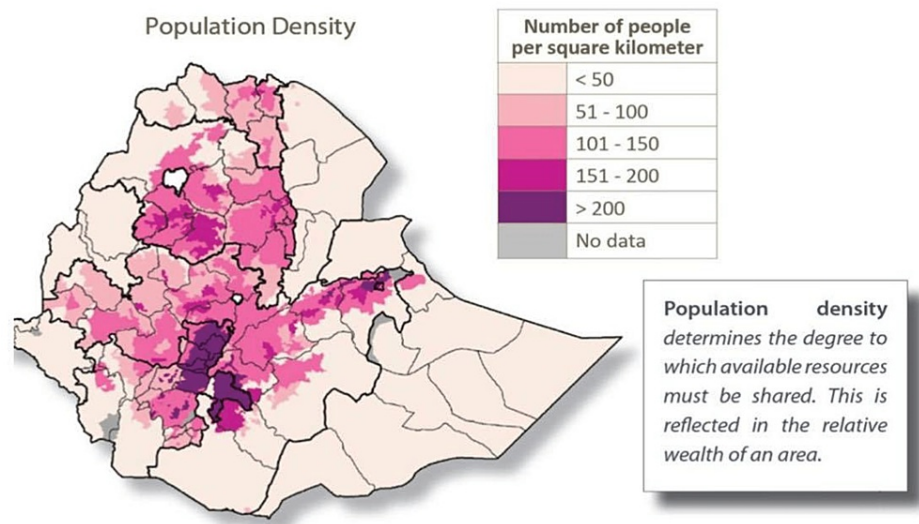 Population Density
Number of people
per square kilometer
< 50
51 - 100
101 - 150
151 - 200
> 200
No data
Population density
determines the degree to
which available resources
must be shared. This is
reflected in the relative
wealth of an area.